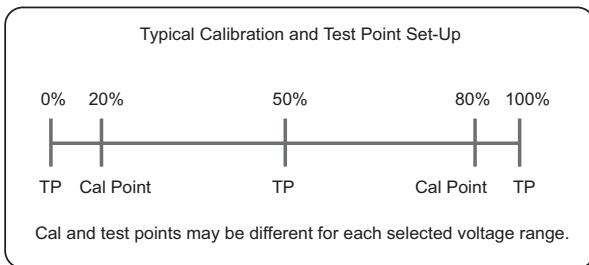 Typical Calibration and Test Point Set-Up
0% 20% 50% 80% 100%
TP Cal Point TP Cal Point TP
Cal and test points may be different for each selected voltage range.